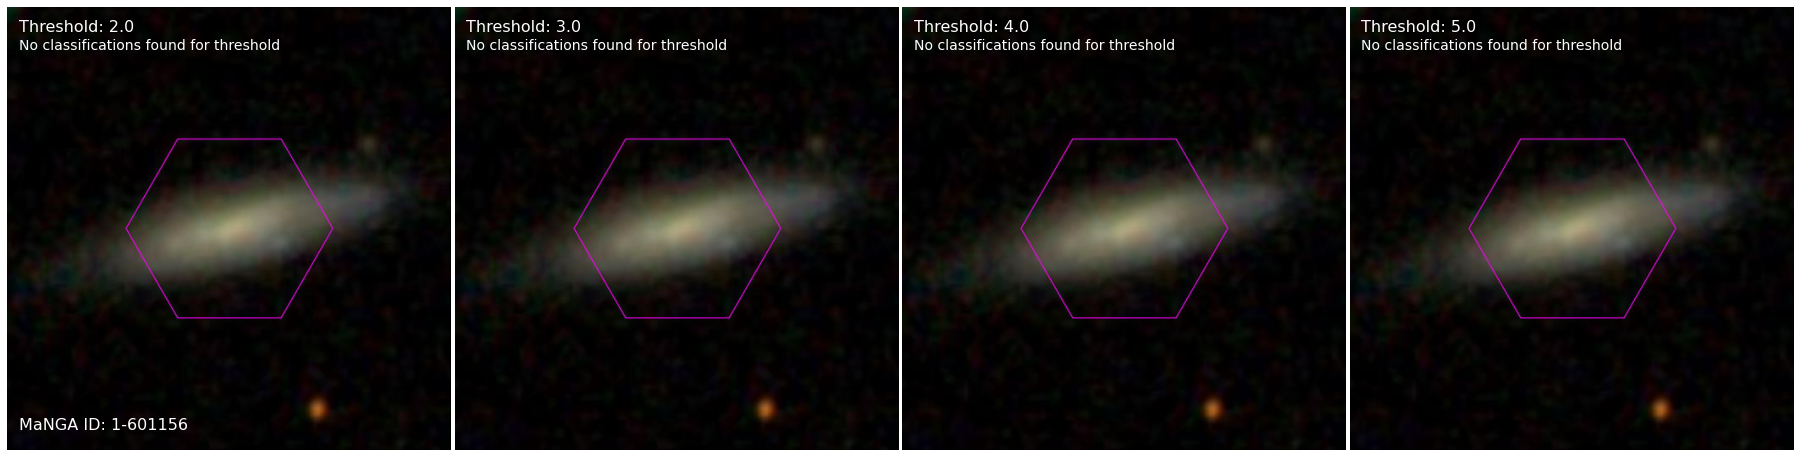 Threshold: 2.0
No classifications found for threshold
Threshold: 3.0
No classifications found for threshold
Threshold: 4.0
No classifications found for threshold
Threshold: 5.0
No classifications found for threshold
MaNGA ID: 1-601156